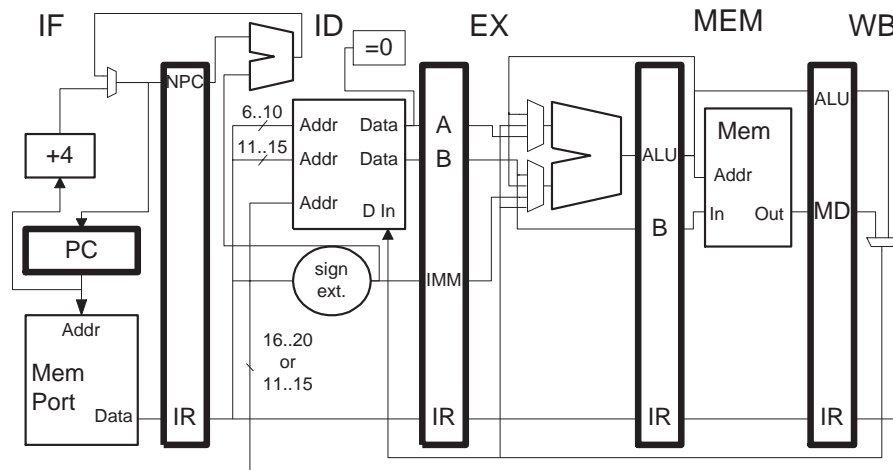 IF
ID
EX
MEM
WB
=0
NPC
+4
PC
Addr
Mem
Port
Data
IR
6..10
11..15
Addr
Data
Addr
Data
Addr
D In
sign
ext.
16..20
or
11..15
A
B
IMM
IR
ALU
B
IR
Mem
Addr
In
Out
ALU
MD
IR